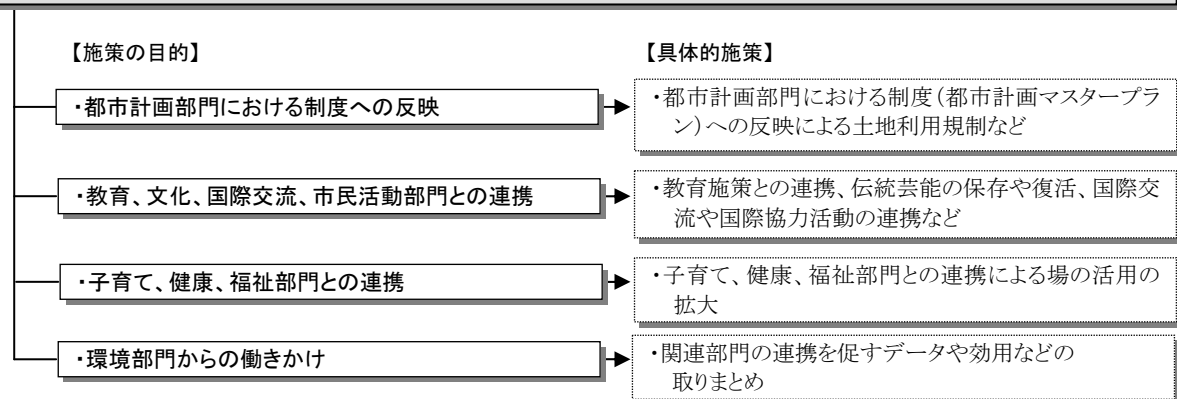 【施策の目的】
【具体的施策】
・都市計画部門における制度への反映
・都市計画部門における制度（都市計画マスタープラ
ン）への反映による土地利用規制など
・教育、文化、国際交流、市民活動部門との連携
・教育施策との連携、伝統芸能の保存や復活、国際交
流や国際協力活動の連携など
・子育て、健康、福祉部門との連携
・子育て、健康、福祉部門との連携による場の活用の
拡大
・環境部門からの働きかけ
・関連部門の連携を促すデータや効用などの
取りまとめ